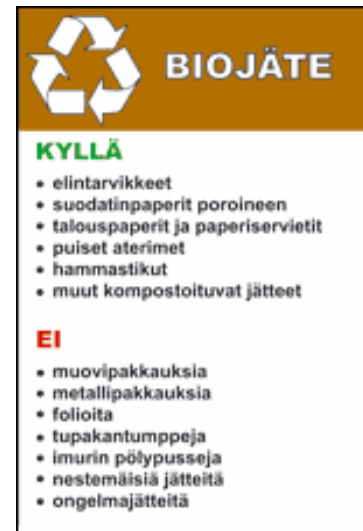 BIOJÄTE
KYLLÄ
• elintarvikkeet
• suodatinpaperit poroineen
• talouspaperit ja paperiservietit
• puiset aterimet
• hammastikut
• muut kompostoituvat jätteet
EI
• muovipakkauksia
• metallipakkauksia
• folioita
• tupakantumppeja
• imurin pölypusseja
• nestemäisiä jätteitä
• ongelmajätteitä